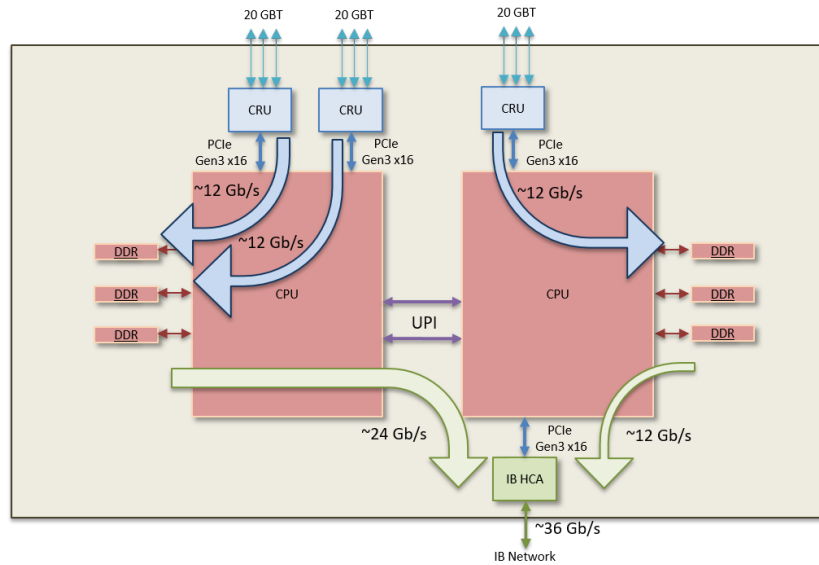 20 GBT
20 GBT
20 GBT
CRU
CRU
CRU
PCIe
Gen3 x16
PCIe
Gen3 x16
PCIe
Gen3 x16
~12 Gb/s
~12 Gb/s
~12 Gb/s
DDR
DDR
DDR
CPU
UPI
CPU
DDR
DDR
DDR
~24 Gb/s
PCIe
Gen3 x16
~12 Gb/s
IB HCA
~36 Gb/s
IB Network